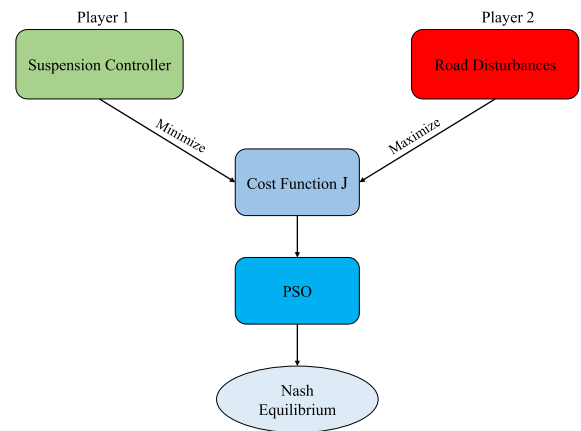 Player 1
Player 2
Suspension Controller
Road Disturbances
Minimize
Maximize
Cost Function J
PSO
Nash
Equilibrium